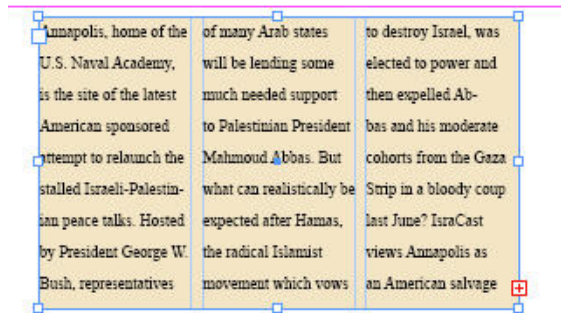 Annapolis, home of the
U.S. Naval Academy,
is the site of the latest
American sponsored
attempt to relaunch the
stalled Israeli-Palestin-
ian peace talks. Hosted
by President George W.
Bush, representatives
of many Arab states
will be lending some
much needed support
to Palestinian President
Mahmoud Abbas. But
what can realistically be
expected after Hamas,
the radical Islamist
movement which vows
to destroy Israel, was
elected to power and
then expelled Ab-
bas and his moderate
cohorts from the Gaza
Strip in a bloody coup
last June? IsraCast
views Annapolis as
an American salvage